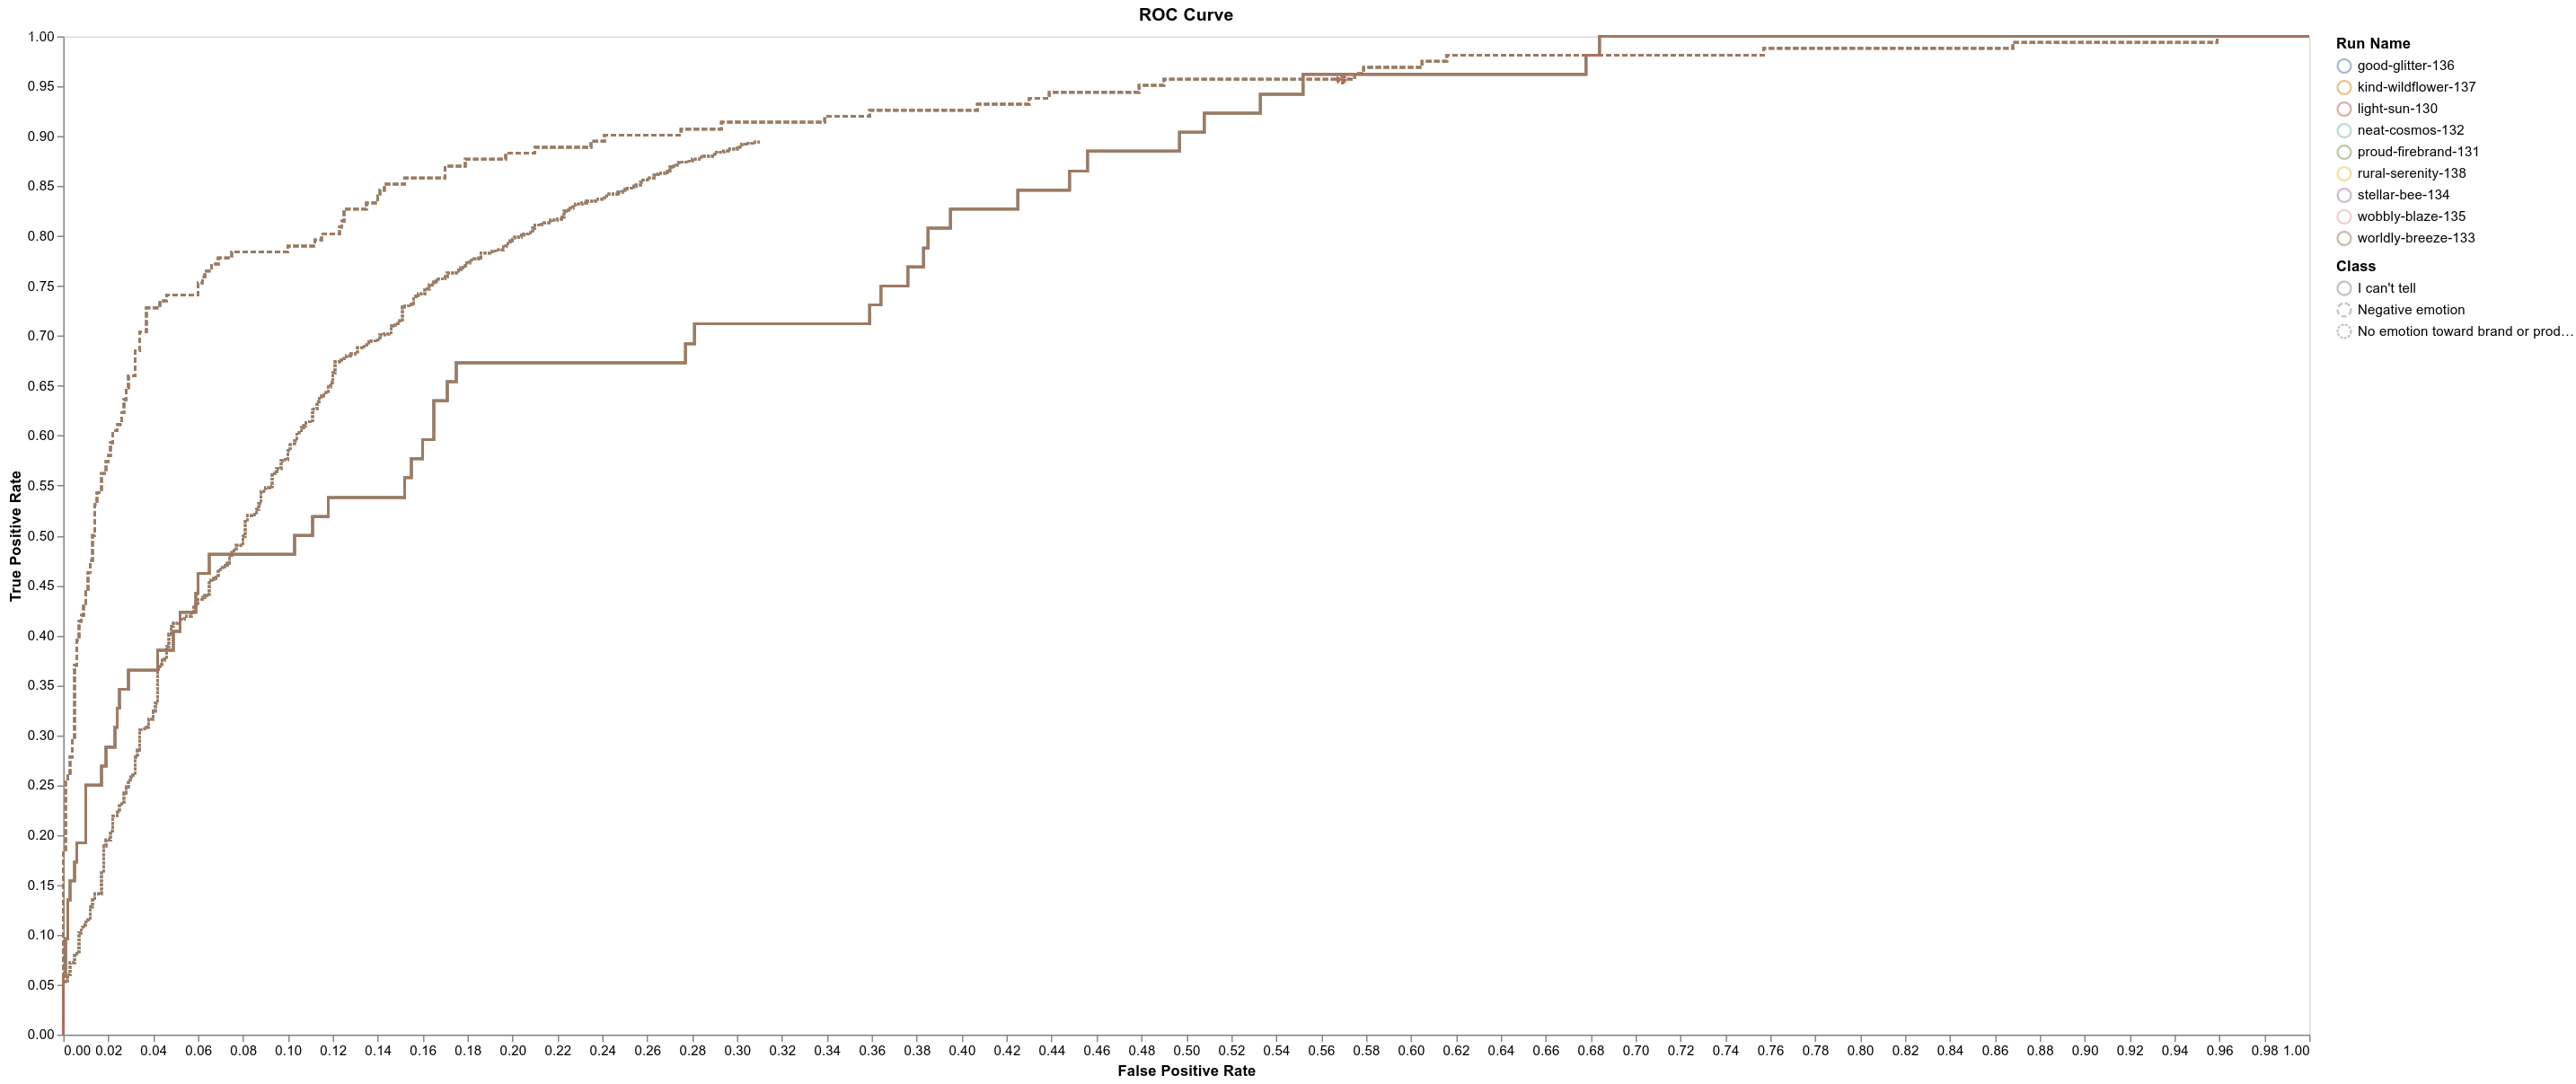 ROC Curve
1.00
0.95
0.90
0.85
0.80
0.75
0.70
0.65
0.60
0.55
0.50
0.45
0.40
0.35
0.30
0.25
0.20
0.15
0.10
0.05
0.00
True Positive Rate
0.00 0.02 0.04 0.06 0.08 0.10 0.12 0.14 0.16 0.18 0.20 0.22 0.24 0.26 0.28 0.30 0.32 0.34 0.36 0.38 0.40 0.42 0.44 0.46 0.48 0.50 0.52 0.54 0.56 0.58 0.60 0.62 0.64 0.66 0.68 0.70 0.72 0.74 0.76 0.78 0.80 0.82 0.84 0.86 0.88 0.90 0.92 0.94 0.96 0.98 1.00
False Positive Rate
Run Name
good-glitter-136
kind-wildflower-137
light-sun-130
neat-cosmos-132
proud-firebrand-131
rural-serenity-138
stellar-bee-134
wobbly-blaze-135
worldly-breeze-133
Class
I can't tell
Negative emotion
No emotion toward brand or prod…